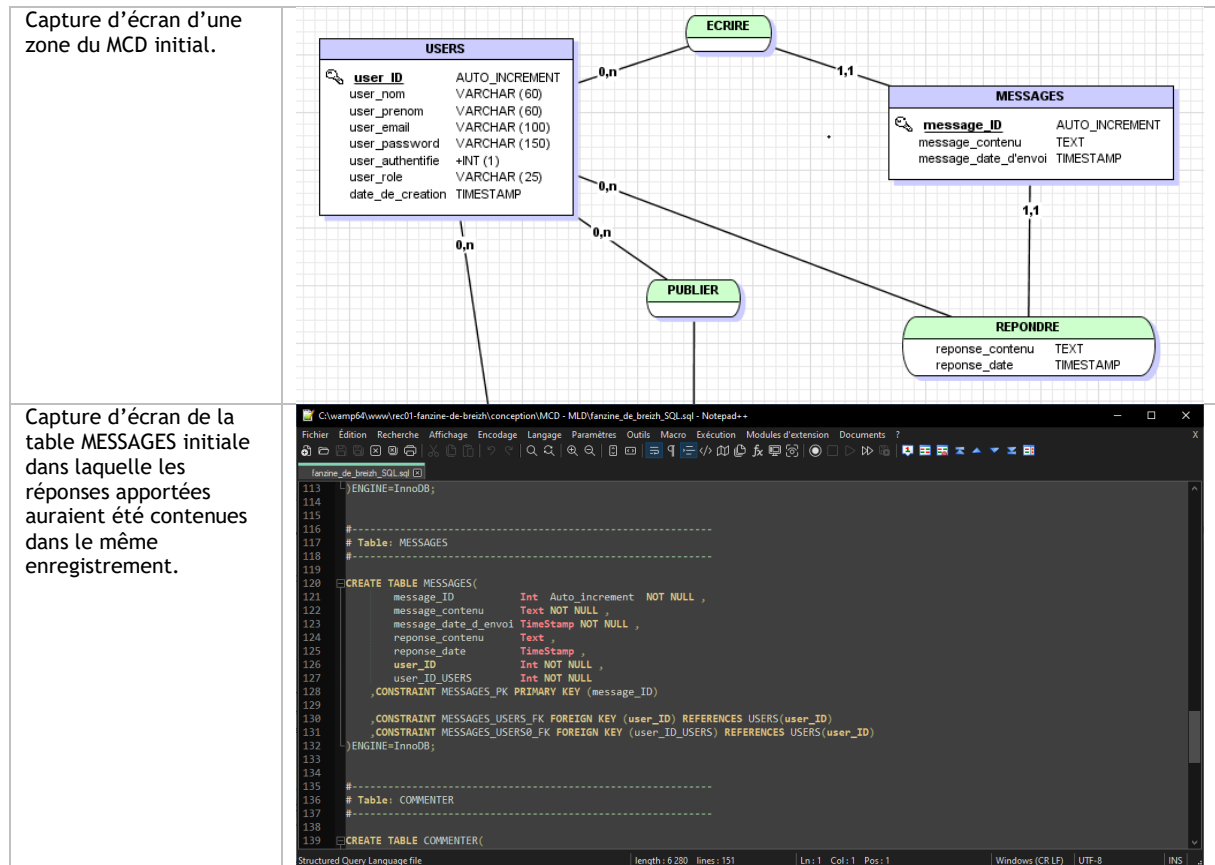 Capture d’écran d’une
zone du MCD initial.
ECRIRE
USERS
user_ID AUTO_INCREMENT
user_nom VARCHAR (60)
user_prenom VARCHAR (60)
user_email VARCHAR (100)
user_password VARCHAR (150)
user_authentifie +INT (1)
user_role VARCHAR (25)
date_de_creation TIMESTAMP
0,n
1,1
MESSAGES
message_ID AUTO_INCREMENT
message_contenu TEXT
message_date_d'envoi TIMESTAMP
0,n
1,1
0,n
0,n
PUBLIER
REPONDRE
reponse_contenu TEXT
reponse_date TIMESTAMP
Capture d’écran de la
table MESSAGES initiale
dans laquelle les
réponses apportées
auraient été contenues
dans le même
enregistrement.
C:\wamp64\www\rec01-fanzine-de-breizh\conception\MCD - MLD\fanzine_de_breizh_SQL.sql - Notepad++
Fichier Édition Recherche Affichage Encodage Langage Paramètres Outils Macro Exécution Modules d'extension Documents ? X
fanzine_de_breizh_SQL.sql
113 )ENGINE=InnoDB;
114
115
116 #------------------------------------------------------------
117 # Table: MESSAGES
118 #------------------------------------------------------------
119
120 CREATE TABLE MESSAGES(
121 message_ID Int Auto_increment NOT NULL ,
122 message_contenu Text NOT NULL ,
123 message_date_d_envoi TimeStamp NOT NULL ,
124 reponse_contenu Text ,
125 reponse_date TimeStamp ,
126 user_ID Int NOT NULL ,
127 user_ID_USERS Int NOT NULL
128 ,CONSTRAINT MESSAGES_PK PRIMARY KEY (message_ID)
129
130 ,CONSTRAINT MESSAGES_USERS_FK FOREIGN KEY (user_ID) REFERENCES USERS(user_ID)
131 ,CONSTRAINT MESSAGES_USERS0_FK FOREIGN KEY (user_ID_USERS) REFERENCES USERS(user_ID)
132 )ENGINE=InnoDB;
133
134
135 #------------------------------------------------------------
136 # Table: COMMENTER
137 #------------------------------------------------------------
138
139 CREATE TABLE COMMENTER(
Structured Query Language file length : 6 280 lines : 151 Ln : 1 Col : 1 Pos : 1 Windows (CR LF) UTF-8 INS